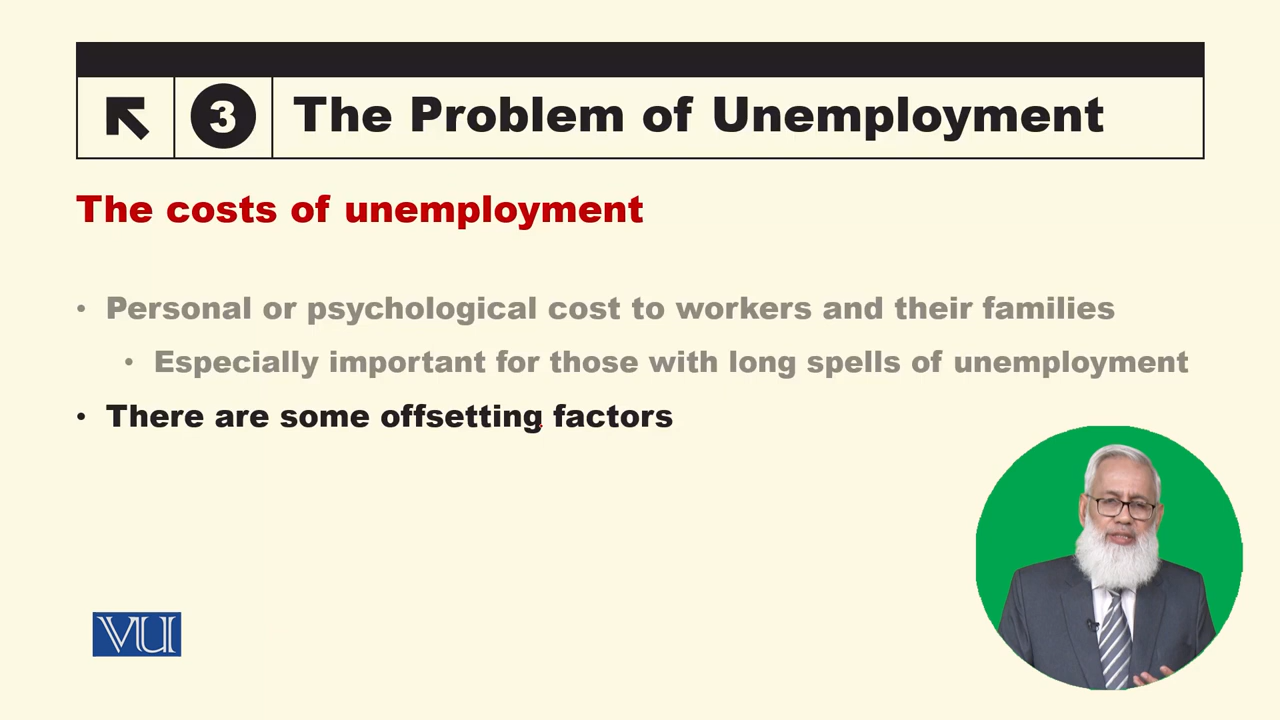 3 The Problem of Unemployment
The costs of unemployment
• Personal or psychological cost to workers and their families
• Especially important for those with long spells of unemployment
• There are some offsetting factors
VU